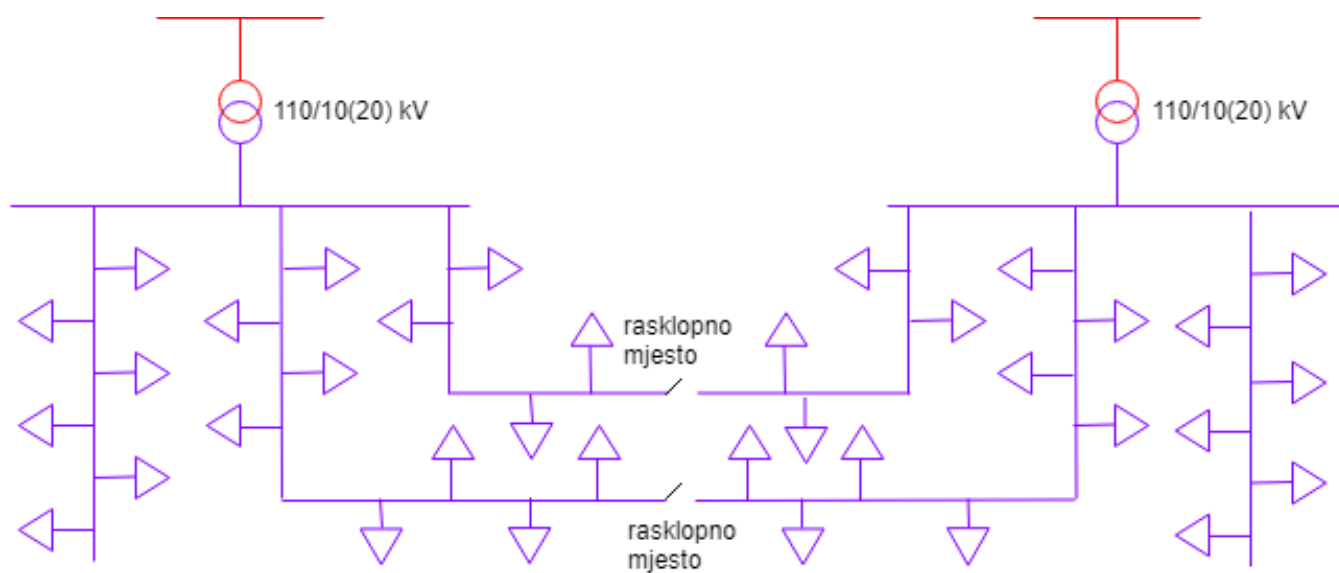 110/10(20) kV
110/10(20) kV
rasklopno
mjesto
rasklopno
mjesto